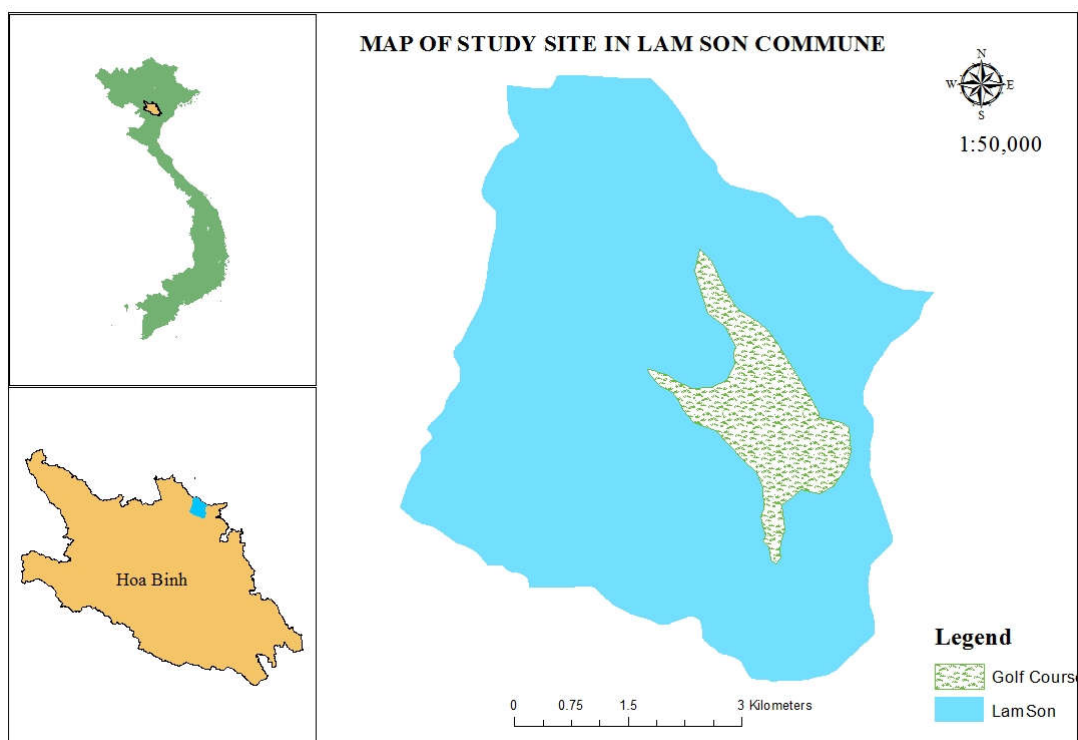 MAP OF STUDY SITE IN LAM SON COMMUNE
N
W E
S
1:50,000
Hoa Binh
Legend
Golf Course
LamSon
0 0.75 1.5 3 Kilometers